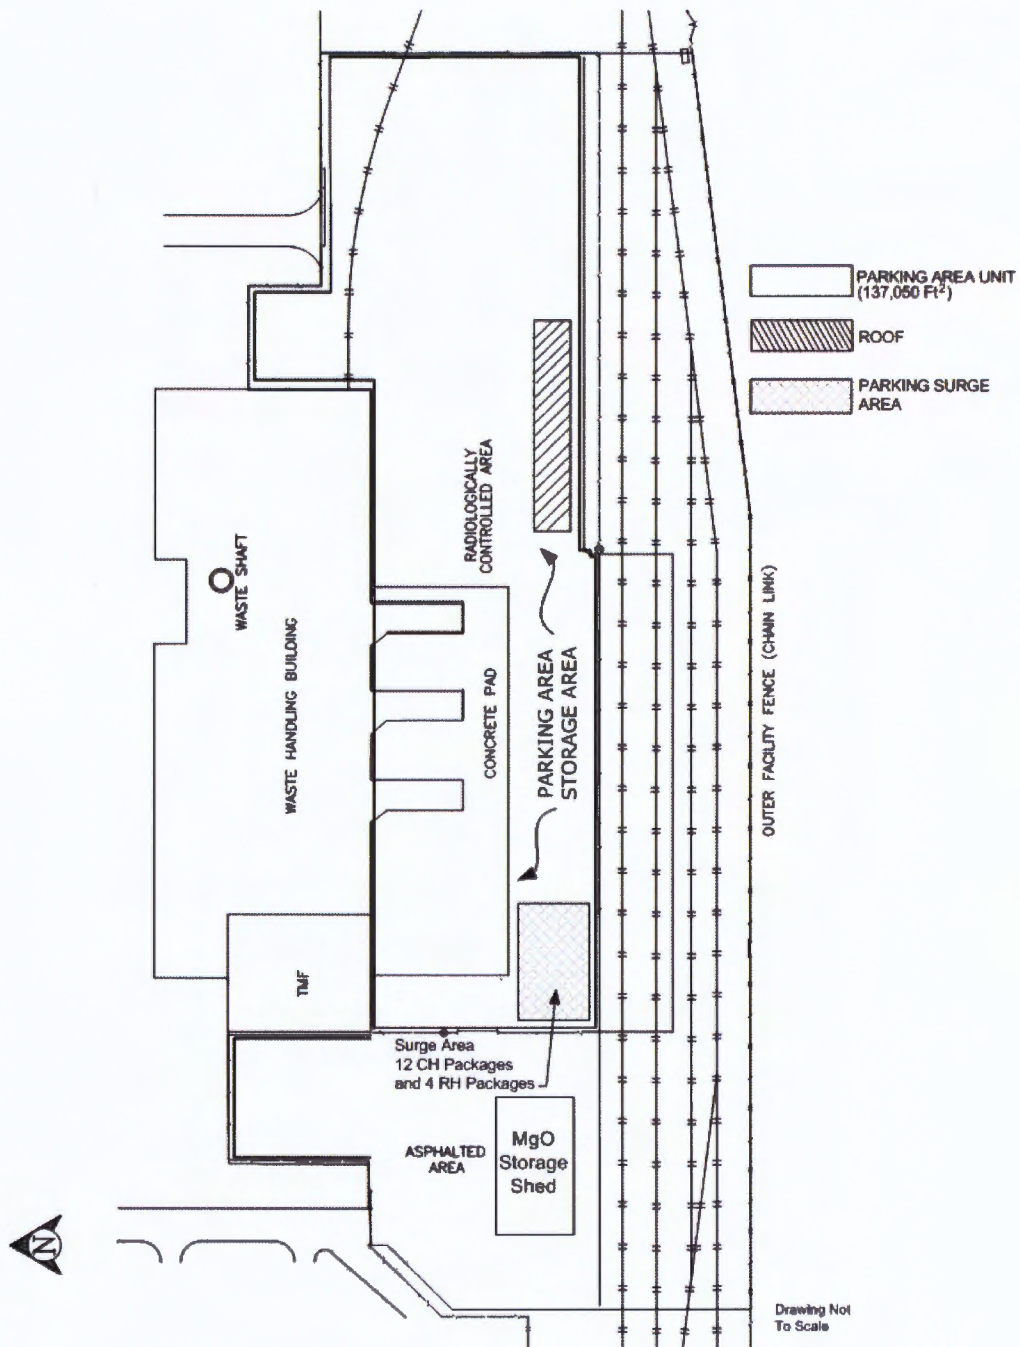 PARKING AREA UNIT
(137,050 Ft²)
ROOF
PARKING SURGE
AREA
RADIOLOGICALLY
CONTROLLED AREA
WASTE SHAFT
WASTE HANDLING BUILDING
CONCRETE PAD
PARKING AREA
STORAGE AREA
OUTER FACILITY FENCE (CHAIN LINK)
TMF
Surge Area
12 CH Packages
and 4 RH Packages
ASPHALTED
AREA
MgO
Storage
Shed
N
Drawing Not
To Scale